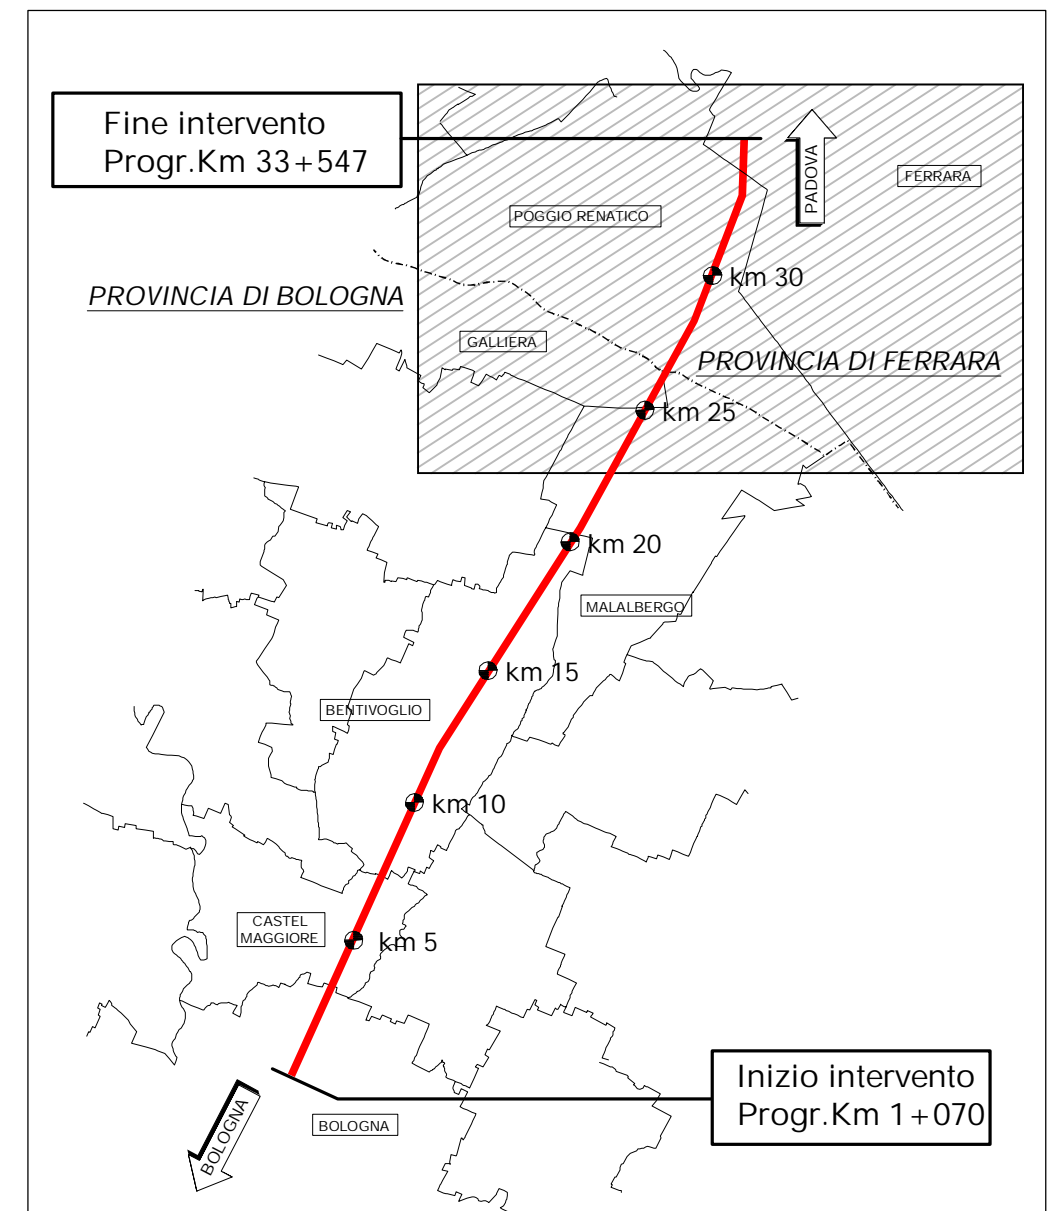 Fine intervento
Progr.Km 33+547
PADOVA
FERRARA
POGGIO RENATICO
km 30
PROVINCIA DI BOLOGNA
GALLIERA
PROVINCIA DI FERRARA
km 25
km 20
MALALBERGO
km 15
BENTIVOGLIO
km 10
CASTEL
MAGGIORE
km 5
Inizio intervento
Progr.Km 1+070
BOLOGNA
BOLOGNA